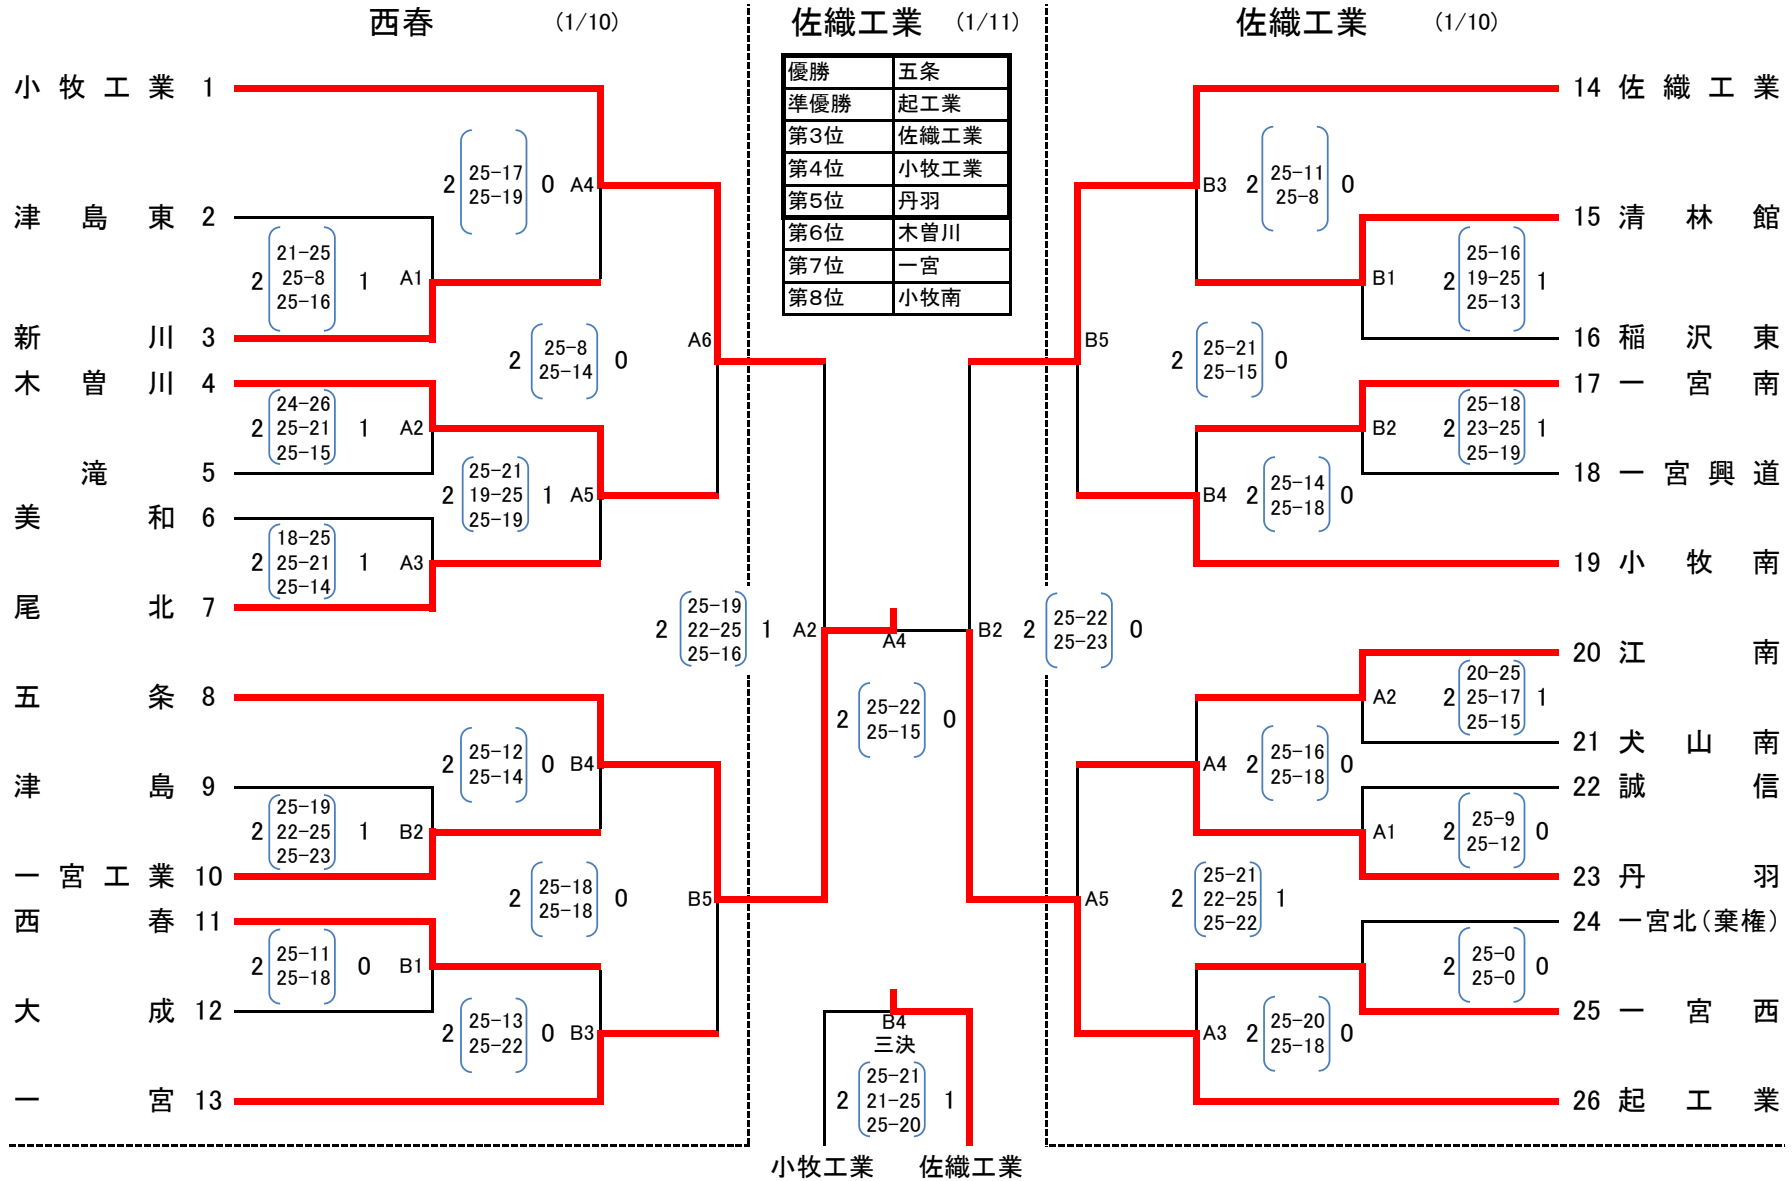 西春 (1/10)
佐織工業 (1/11)
佐織工業 (1/10)
優勝 五条
準優勝 起工業
第3位 佐織工業
第4位 小牧工業
第5位 丹羽
第6位 木曽川
第7位 一宮
第8位 小牧南
小牧工業 1
2 25-17 0 A4
25-19
津島東 2
21-25
2 25-8 1 A1
25-16
新川 3
2 25-8 0 A6
25-14
木曽川 4
24-26
2 25-21 1 A2
25-15
滝 5
25-21
2 19-25 1 A5
25-19
美和 6
18-25
2 25-21 1 A3
25-14
尾北 7
25-19
2 22-25 1 A2
25-16
五条 8
2 25-12 0 B4
25-14
津島 9
25-19
2 22-25 1 B2
25-23
一宮工業 10
2 25-18 0 B5
25-18
西春 11
2 25-11 0 B1
25-18
大成 12
2 25-13 0 B3
25-22
一宮 13
A4
2 25-22 0
25-15
B4
三決
25-21
2 21-25 1
25-20
小牧工業 佐織工業
14 佐織工業
B3 2 25-11 0
25-8
15 清林館
25-16
B1 2 19-25 1
25-13
16 稲沢東
B5 2 25-21 0
25-15
17 一宮南
25-18
B2 2 23-25 1
25-19
18 一宮興道
B4 2 25-14 0
25-18
19 小牧南
B2 2 25-22 0
25-23
20 江南
20-25
A2 2 25-17 1
25-15
21 犬山南
A4 2 25-16 0
25-18
22 誠信
A1 2 25-9 0
25-12
23 丹羽
25-21
A5 2 22-25 1
25-22
24 一宮北(棄権)
2 25-0 0
25-0
25 一宮西
A3 2 25-20 0
25-18
26 起工業